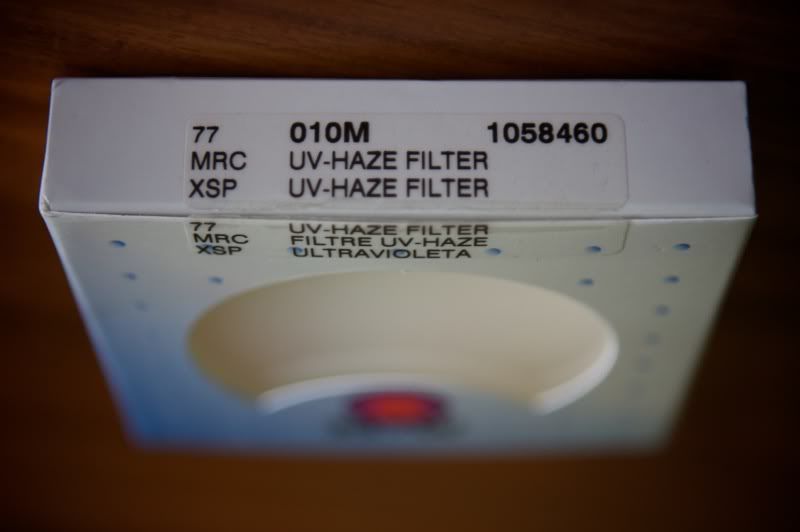 77 010M 1058460
MRC UV-HAZE FILTER
XSP UV-HAZE FILTER
77 UV-HAZE FILTER
MRC FILTRE UV-HAZE
XSP ULTRAVIOLETA